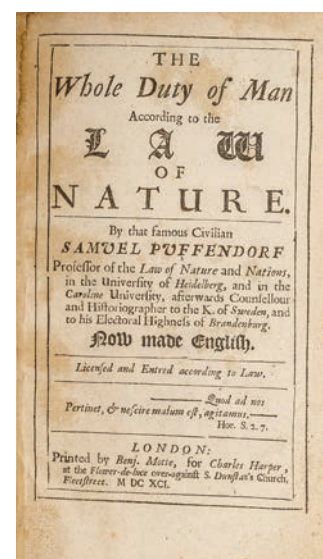 THE
Whole Duty of Man
According to the
LAW
OF
NATURE.
By that famous Civilian
SAMVEL PVFFENDORF
Profeſſor of the Law of Nature and Nations,
in the Univerſity of Heidelberg, and in the
Caroline Univerſity, afterwards Counſellour
and Hiſtoriographer to the K. of Sweden, and
to his Electoral Highneſs of Brandenburg.
Now made Engliſh.
Licenſed and Entred according to Law.
Quod ad nos
Pertinet, & neſcire malum eſt, agitamus.
Hor. S. 2. 7.
LONDON:
Printed by Benj. Motte, for Charles Harper,
at the Flower-de-luce over-againſt S. Dunſtan's Church,
Fleetſtreet. M DC XCI.